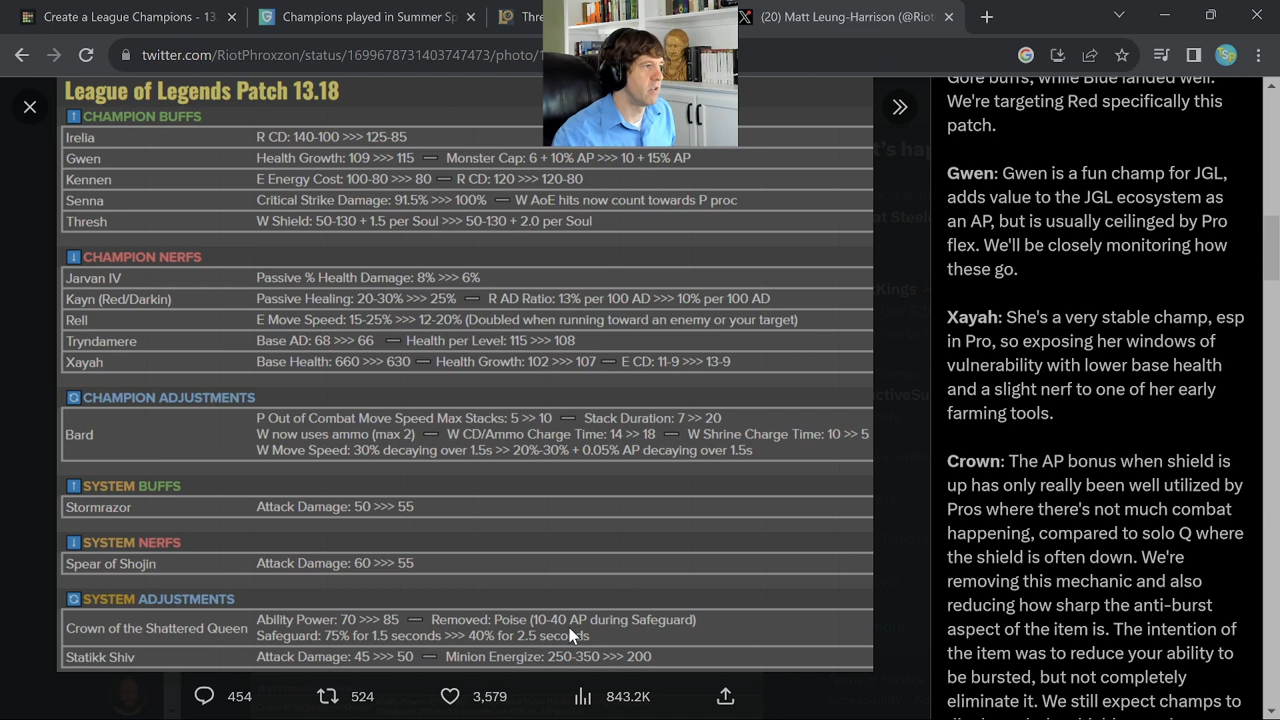 Create a League Champions - 13
Champions played in Summer Sp
Thre
(20) Matt Leung-Harrison (@Riot
twitter.com/RiotPhroxzon/status/1699678731403747473/photo/1
League of Legends Patch 13.18
CHAMPION BUFFS
Irelia R CD: 140-100 >>> 125-85
Gwen Health Growth: 109 >>> 115 — Monster Cap: 6 + 10% AP >>> 10 + 15% AP
Kennen E Energy Cost: 100-80 >>> 80 — R CD: 120 >>> 120-80
Senna Critical Strike Damage: 91.5% >>> 100% — W AoE hits now count towards P proc
Thresh W Shield: 50-130 + 1.5 per Soul >>> 50-130 + 2.0 per Soul
CHAMPION NERFS
Jarvan IV Passive % Health Damage: 8% >>> 6%
Kayn (Red/Darkin) Passive Healing: 20-30% >>> 25% — R AD Ratio: 13% per 100 AD >>> 10% per 100 AD
Rell E Move Speed: 15-25% >>> 12-20% (Doubled when running toward an enemy or your target)
Tryndamere Base AD: 68 >>> 66 — Health per Level: 115 >>> 108
Xayah Base Health: 660 >>> 630 — Health Growth: 102 >>> 107 — E CD: 11-9 >>> 13-9
CHAMPION ADJUSTMENTS
P Out of Combat Move Speed Max Stacks: 5 >> 10 — Stack Duration: 7 >> 20
Bard W now uses ammo (max 2) — W CD/Ammo Charge Time: 14 >> 18 — W Shrine Charge Time: 10 >> 5
W Move Speed: 30% decaying over 1.5s >> 20%-30% + 0.05% AP decaying over 1.5s
SYSTEM BUFFS
Stormrazor Attack Damage: 50 >>> 55
SYSTEM NERFS
Spear of Shojin Attack Damage: 60 >>> 55
SYSTEM ADJUSTMENTS
Crown of the Shattered Queen Ability Power: 70 >>> 85 — Removed: Poise (10-40 AP during Safeguard)
Safeguard: 75% for 1.5 seconds >>> 40% for 2.5 seconds
Statikk Shiv Attack Damage: 45 >>> 50 — Minion Energize: 250-350 >>> 200
454 524 3,579 843.2K
Gore buffs, while Blue landed well.
We're targeting Red specifically this
patch.
Gwen: Gwen is a fun champ for JGL,
adds value to the JGL ecosystem as
an AP, but is usually ceilinged by Pro
flex. We'll be closely monitoring how
these go.
Xayah: She's a very stable champ, esp
in Pro, so exposing her windows of
vulnerability with lower base health
and a slight nerf to one of her early
farming tools.
Crown: The AP bonus when shield is
up has only really been well utilized by
Pros where there's not much combat
happening, compared to solo Q where
the shield is often down. We're
removing this mechanic and also
reducing how sharp the anti-burst
aspect of the item is. The intention of
the item was to reduce your ability to
be bursted, but not completely
eliminate it. We still expect champs to